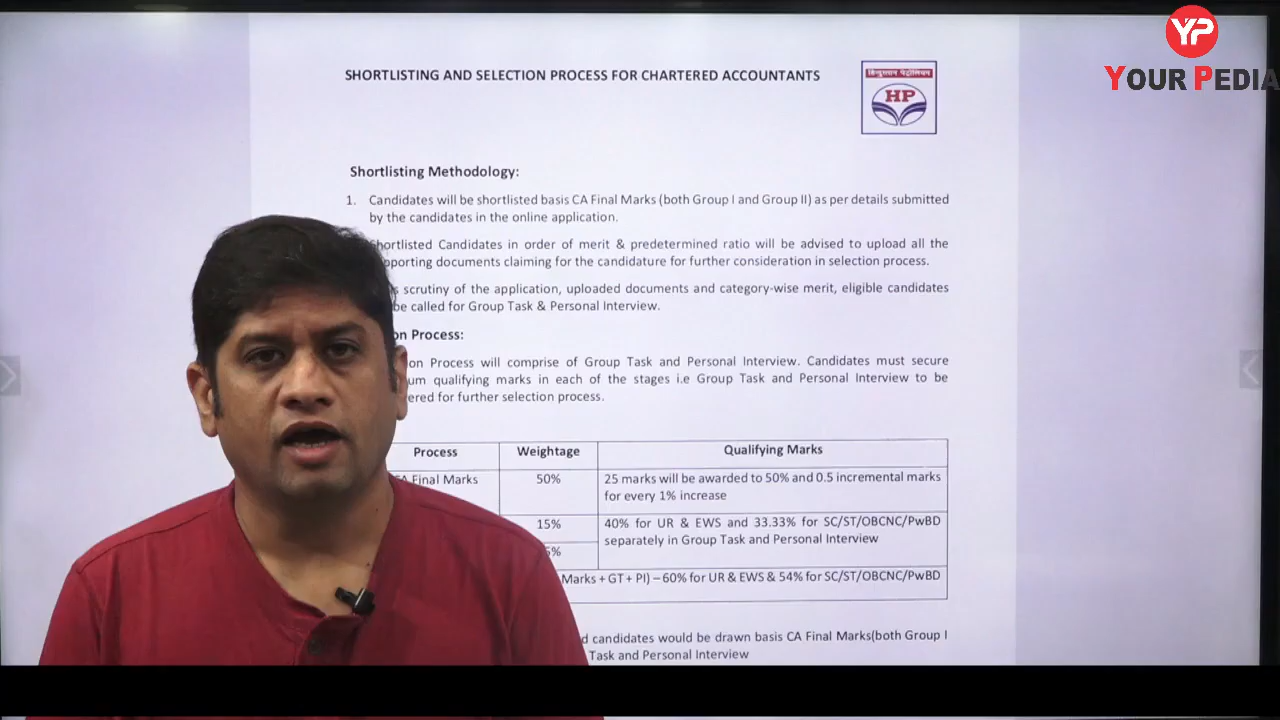 YP
YOUR PEDIA
SHORTLISTING AND SELECTION PROCESS FOR CHARTERED ACCOUNTANTS
हिन्दुस्तान पेट्रोलियम
HP
Shortlisting Methodology:
1. Candidates will be shortlisted basis CA Final Marks (both Group I and Group II) as per details submitted
by the candidates in the online application.
Shortlisted Candidates in order of merit & predetermined ratio will be advised to upload all the
documents claiming for the candidature for further consideration in selection process.
scrutiny of the application, uploaded documents and category-wise merit, eligible candidates
be called for Group Task & Personal Interview.
Process:
Process will comprise of Group Task and Personal Interview. Candidates must secure
qualifying marks in each of the stages i.e Group Task and Personal Interview to be
for further selection process.
Process Weightage Qualifying Marks
CA Final Marks 50% 25 marks will be awarded to 50% and 0.5 incremental marks
for every 1% increase
15% 40% for UR & EWS and 33.33% for SC/ST/OBCNC/PwBD
separately in Group Task and Personal Interview
Marks + GT + PI) – 60% for UR & EWS & 54% for SC/ST/OBCNC/PwBD
candidates would be drawn basis CA Final Marks(both Group I
Task and Personal Interview